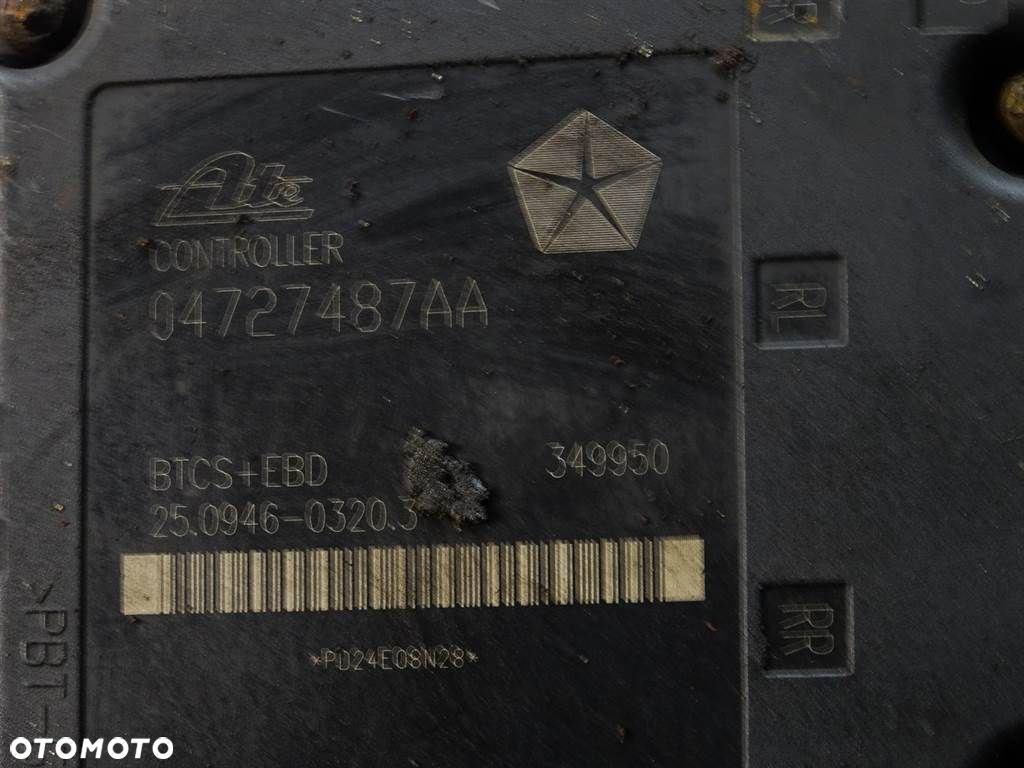 Ate
CONTROLLER
04727487AA
RL
BTCS+EBD
349950
25.0946-0320.3
RR
*PD24E08N28*
>PBT-
OTOMOTO